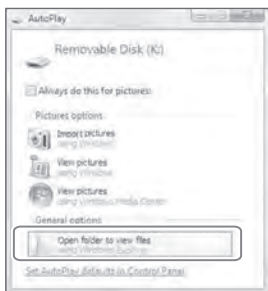 AutoPlay
Removable Disk (K:)
Always do this for pictures:
Pictures options
Import pictures
using Windows
View pictures
using Windows
View pictures
using Windows Media Center
General options
Open folder to view files
using Windows Explorer
Set AutoPlay defaults in Control Panel